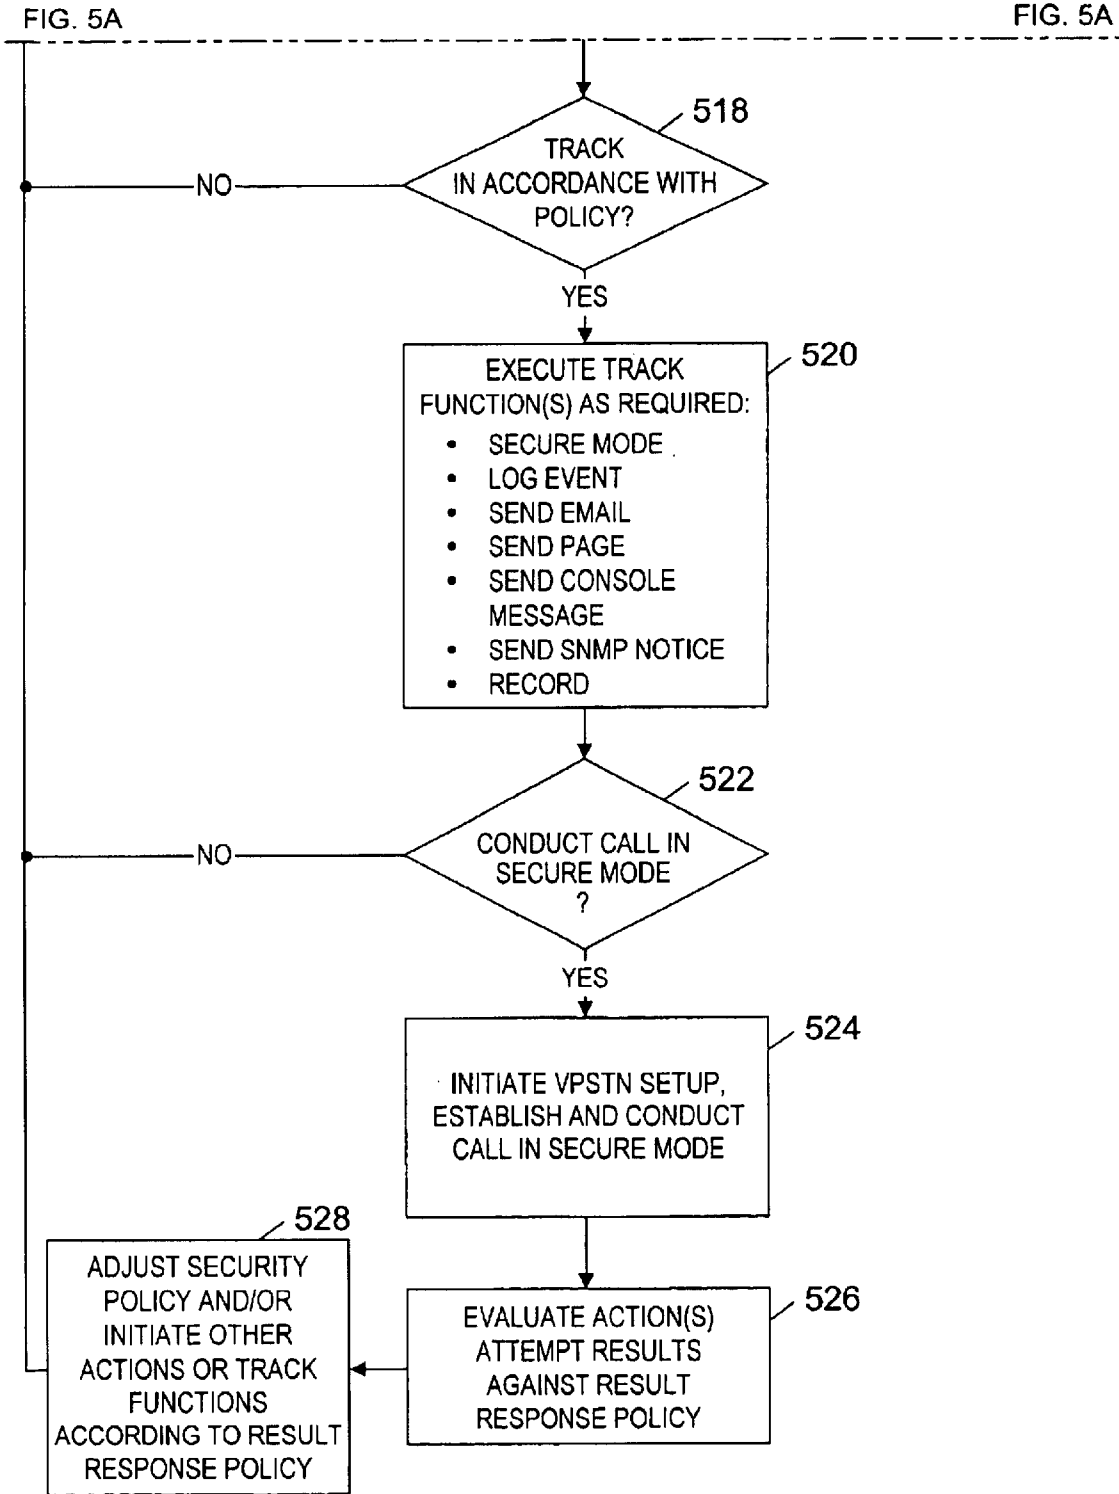 FIG. 5A
FIG. 5A
518
TRACK
IN ACCORDANCE WITH
POLICY?
NO
YES
520
EXECUTE TRACK
FUNCTION(S) AS REQUIRED:
• SECURE MODE
• LOG EVENT
• SEND EMAIL
• SEND PAGE
• SEND CONSOLE
MESSAGE
• SEND SNMP NOTICE
• RECORD
522
CONDUCT CALL IN
SECURE MODE
?
NO
YES
524
INITIATE VPSTN SETUP,
ESTABLISH AND CONDUCT
CALL IN SECURE MODE
526
EVALUATE ACTION(S)
ATTEMPT RESULTS
AGAINST RESULT
RESPONSE POLICY
528
ADJUST SECURITY
POLICY AND/OR
INITIATE OTHER
ACTIONS OR TRACK
FUNCTIONS
ACCORDING TO RESULT
RESPONSE POLICY